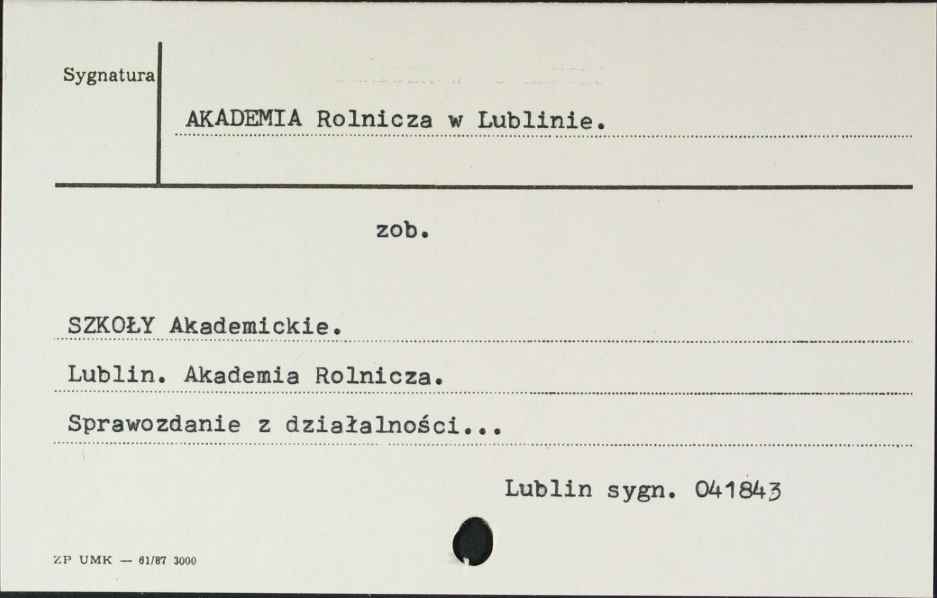 Sygnatura
AKADEMIA Rolnicza w Lublinie.
zob.
SZKOŁY Akademickie.
Lublin. Akademia Rolnicza.
Sprawozdanie z działalności...
Lublin sygn. 041843
ZP UMK — 61/87 3000